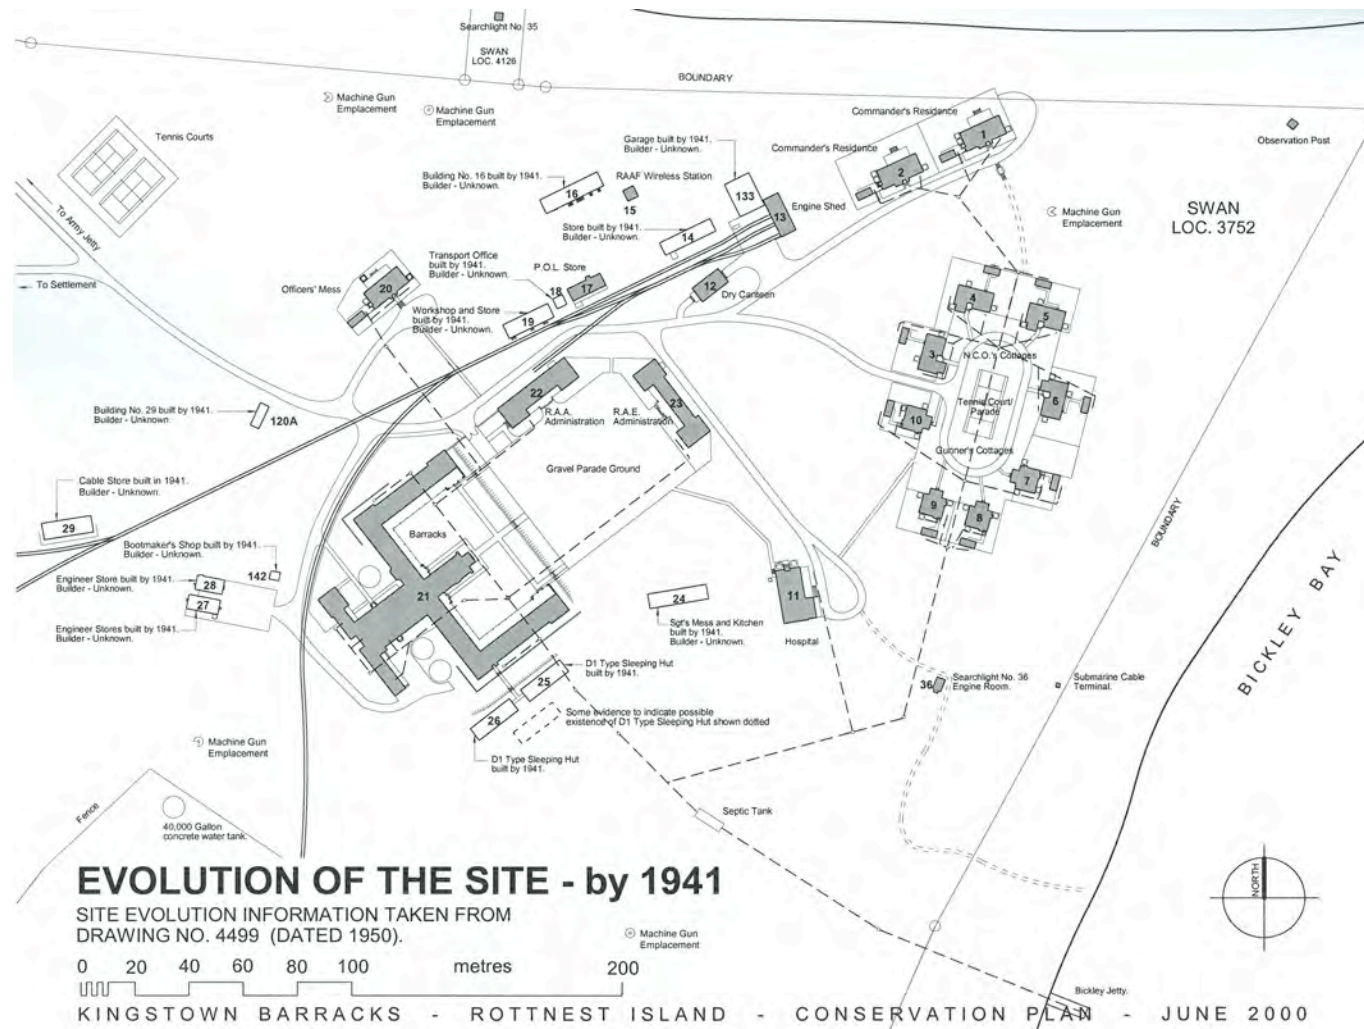 Searchlight No. 35
SWAN
LOC. 4126
BOUNDARY
Machine Gun
Emplacement
Machine Gun
Emplacement
Tennis Courts
Commander's Residence
1
Commander's Residence
2
Observation Post
Garage built by 1941.
Builder - Unknown.
133
Building No. 16 built by 1941.
Builder - Unknown.
16
RAAF Wireless Station
15
Engine Shed
13
Store built by 1941.
Builder - Unknown.
14
Machine Gun
Emplacement
SWAN
LOC. 3752
To Army Jetty
To Settlement
Officers' Mess
20
Transport Office
built by 1941.
Builder - Unknown.
18
P.O.L. Store
17
Workshop and Store
built by 1941.
Builder - Unknown.
19
12
Dry Canteen
4
5
3
N.C.O.'s Cottages
6
Tennis Court/
Parade
10
Gunner's Cottages
7
9
8
22
R.A.A.
Administration
23
R.A.E.
Administration
Building No. 29 built by 1941.
Builder - Unknown.
120A
Gravel Parade Ground
Cable Store built in 1941.
Builder - Unknown.
29
Barracks
21
Bootmaker's Shop built by 1941.
Builder - Unknown.
142
Engineer Store built by 1941.
Builder - Unknown.
28
27
Engineer Stores built by 1941.
Builder - Unknown.
24
Sgt's Mess and Kitchen
built by 1941.
Builder - Unknown.
11
Hospital
BOUNDARY
BICKLEY BAY
36
Searchlight No. 36
Engine Room.
Submarine Cable
Terminal.
D1 Type Sleeping Hut
built by 1941.
25
26
Some evidence to indicate possible
existence of D1 Type Sleeping Hut shown dotted
D1 Type Sleeping Hut
built by 1941.
Machine Gun
Emplacement
Fence
40,000 Gallon
concrete water tank.
Septic Tank
EVOLUTION OF THE SITE - by 1941
SITE EVOLUTION INFORMATION TAKEN FROM
DRAWING NO. 4499 (DATED 1950).
Machine Gun
Emplacement
NORTH
0 20 40 60 80 100 metres 200
Bickley Jetty.
KINGSTOWN BARRACKS - ROTTNEST ISLAND - CONSERVATION PLAN - JUNE 2000